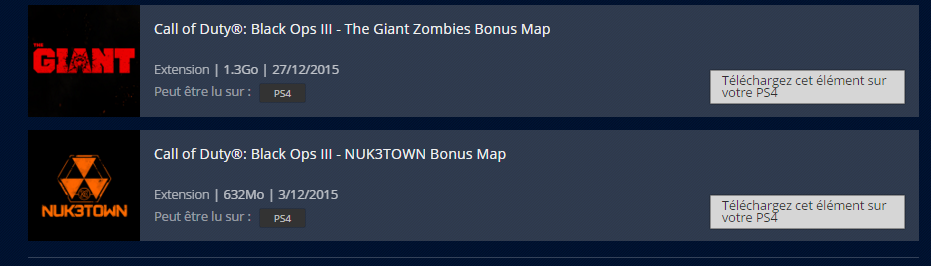 THE
GIANT
Call of Duty®: Black Ops III - The Giant Zombies Bonus Map
Extension | 1.3Go | 27/12/2015
Peut être lu sur :
PS4
Téléchargez cet élément sur
votre PS4
NUK3TOWN
Call of Duty®: Black Ops III - NUK3TOWN Bonus Map
Extension | 632Mo | 3/12/2015
Peut être lu sur :
PS4
Téléchargez cet élément sur
votre PS4